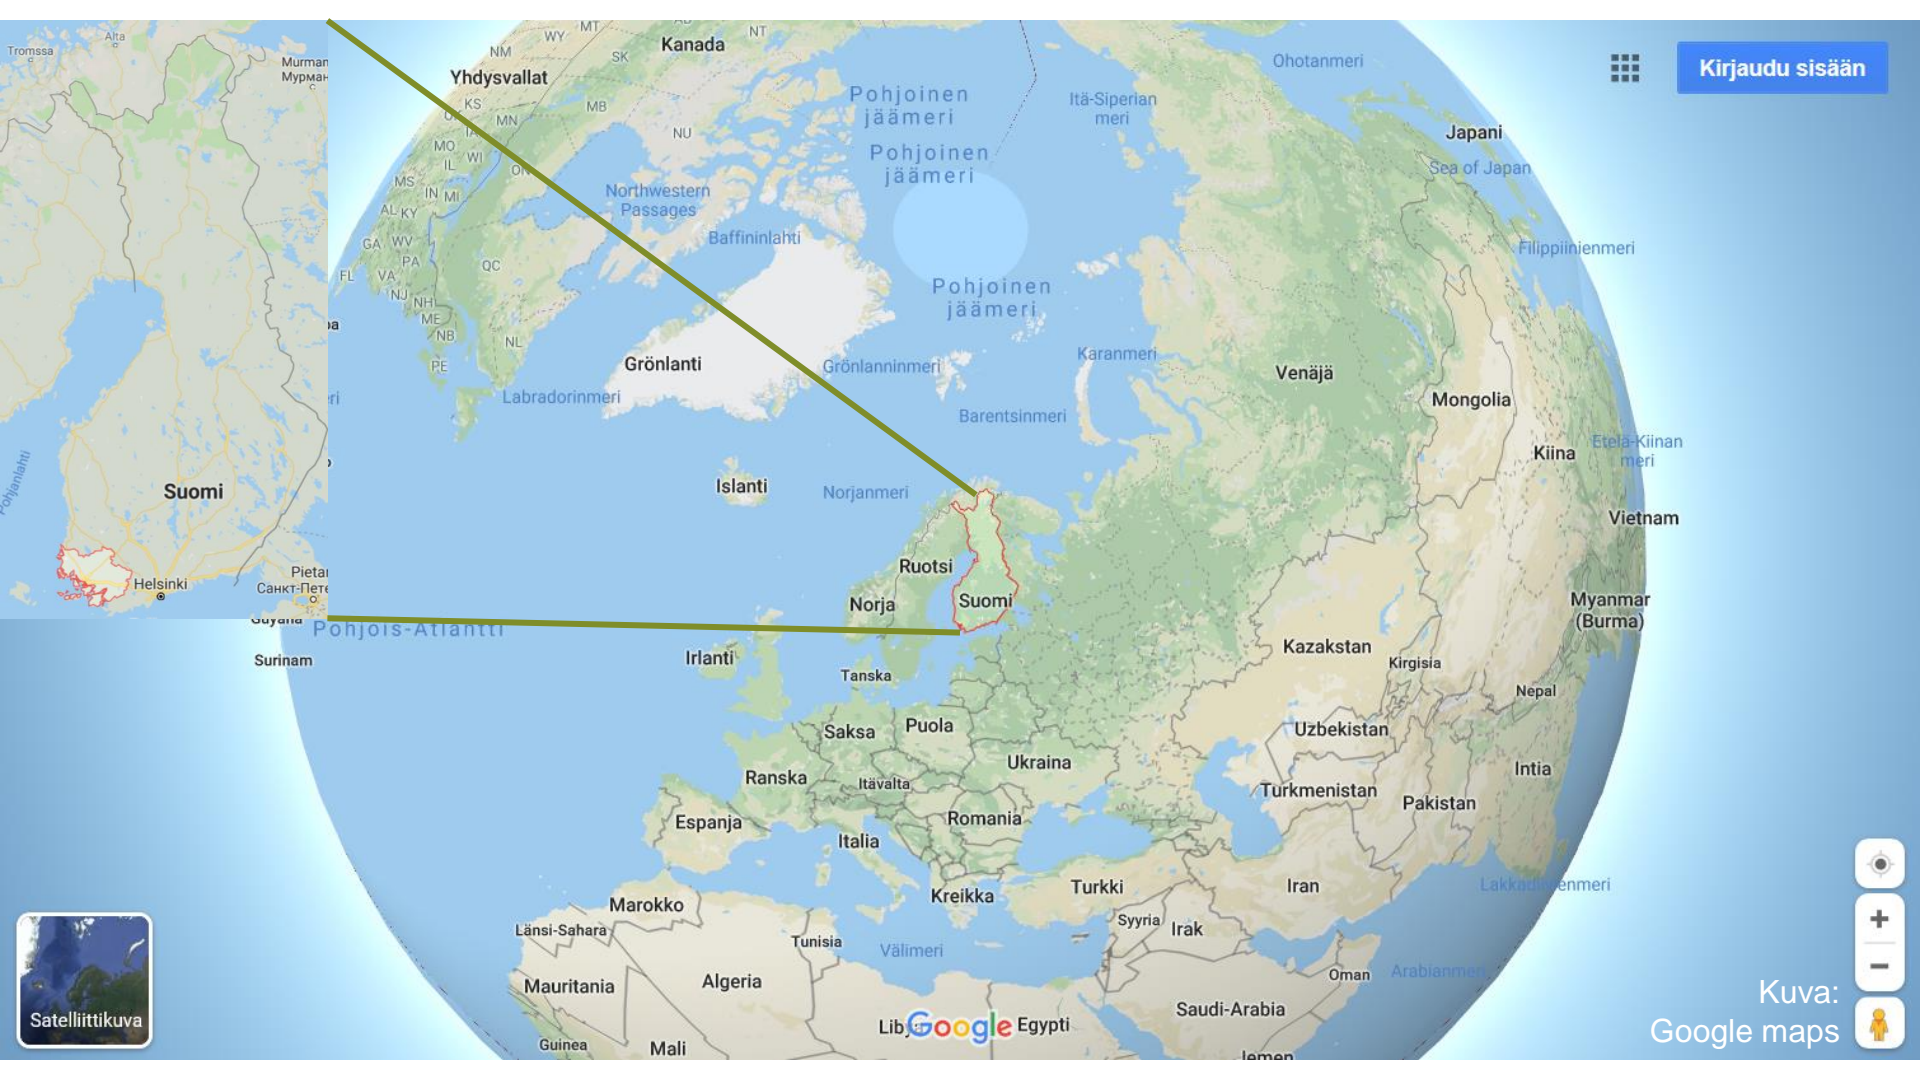 Tromssa
Alta
Murman
Мурман
Pohjanlahti
Suomi
Helsinki
Pietar
Санкт-Пете
Guyana
Surinam
Pohjois-Atlantti
Yhdysvallat
Kanada
WY
MT
NT
NM
SK
KS
MB
MN
NU
MO
IL
WI
ON
MS
IN
MI
AL
KY
GA
WV
PA
FL
VA
QC
NJ
NH
ME
NB
NL
PE
Northwestern
Passages
Baffininlahti
Pohjoinen
jäämeri
Pohjoinen
jäämeri
Pohjoinen
jäämeri
Itä-Siperian
meri
Ohotanmeri
Japani
Sea of Japan
Filippiinienmeri
Kirjaudu sisään
Grönlanti
Grönlanninmeri
Labradorinmeri
Karanmeri
Barentsinmeri
Venäjä
Mongolia
Kiina
Etelä-Kiinan
meri
Islanti
Norjanmeri
Vietnam
Ruotsi
Norja
Suomi
Myanmar
(Burma)
Irlanti
Tanska
Kazakstan
Kirgisia
Nepal
Saksa
Puola
Uzbekistan
Ukraina
Intia
Ranska
Itävalta
Turkmenistan
Pakistan
Espanja
Romania
Italia
Kreikka
Turkki
Iran
Marokko
Länsi-Sahara
Tunisia
Välimeri
Syyria
Irak
Oman
Arabianmeri
Mauritania
Algeria
Saudi-Arabia
Google
Egypti
Guinea
Mali
Jemen
Satelliittikuva
Kuva:
Google maps